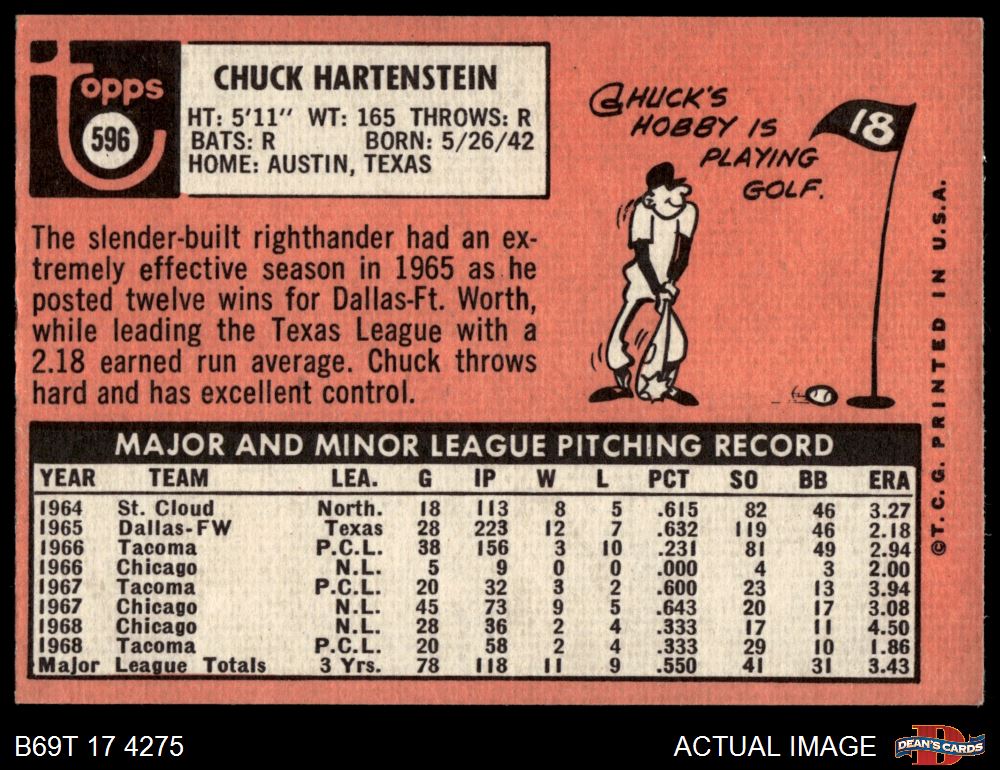 Topps
596
CHUCK HARTENSTEIN
HT: 5'11" WT: 165 THROWS: R
BATS: R BORN: 5/26/42
HOME: AUSTIN, TEXAS
CHUCK'S
HOBBY IS
PLAYING
GOLF.
18
The slender-built righthander had an ex-
tremely effective season in 1965 as he
posted twelve wins for Dallas-Ft. Worth,
while leading the Texas League with a
2.18 earned run average. Chuck throws
hard and has excellent control.
MAJOR AND MINOR LEAGUE PITCHING RECORD
YEAR TEAM LEA. G IP W L PCT SO BB ERA
1964 St. Cloud North. 18 113 8 5 .615 82 46 3.27
1965 Dallas-FW Texas 28 223 12 7 .632 119 46 2.18
1966 Tacoma P.C.L. 38 156 3 10 .231 81 49 2.94
1966 Chicago N.L. 5 9 0 0 .000 4 3 2.00
1967 Tacoma P.C.L. 20 32 3 2 .600 23 13 3.94
1967 Chicago N.L. 45 73 9 5 .643 20 17 3.08
1968 Chicago N.L. 28 36 2 4 .333 17 11 4.50
1968 Tacoma P.C.L. 20 58 2 4 .333 29 10 1.86
Major League Totals 3 Yrs. 78 118 11 9 .550 41 31 3.43
©T.C.G. PRINTED IN U.S.A.
B69T 17 4275
ACTUAL IMAGE
D
DEAN'S CARDS